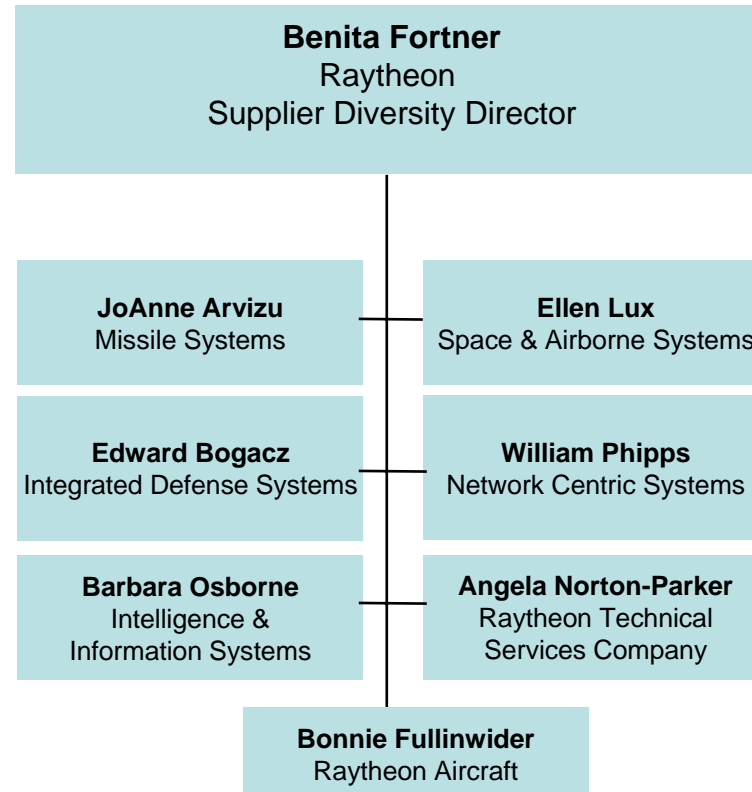 Benita Fortner
Raytheon
Supplier Diversity Director
JoAnne Arvizu
Missile Systems
Ellen Lux
Space & Airborne Systems
Edward Bogacz
Integrated Defense Systems
William Phipps
Network Centric Systems
Barbara Osborne
Intelligence &
Information Systems
Angela Norton-Parker
Raytheon Technical
Services Company
Bonnie Fullinwider
Raytheon Aircraft